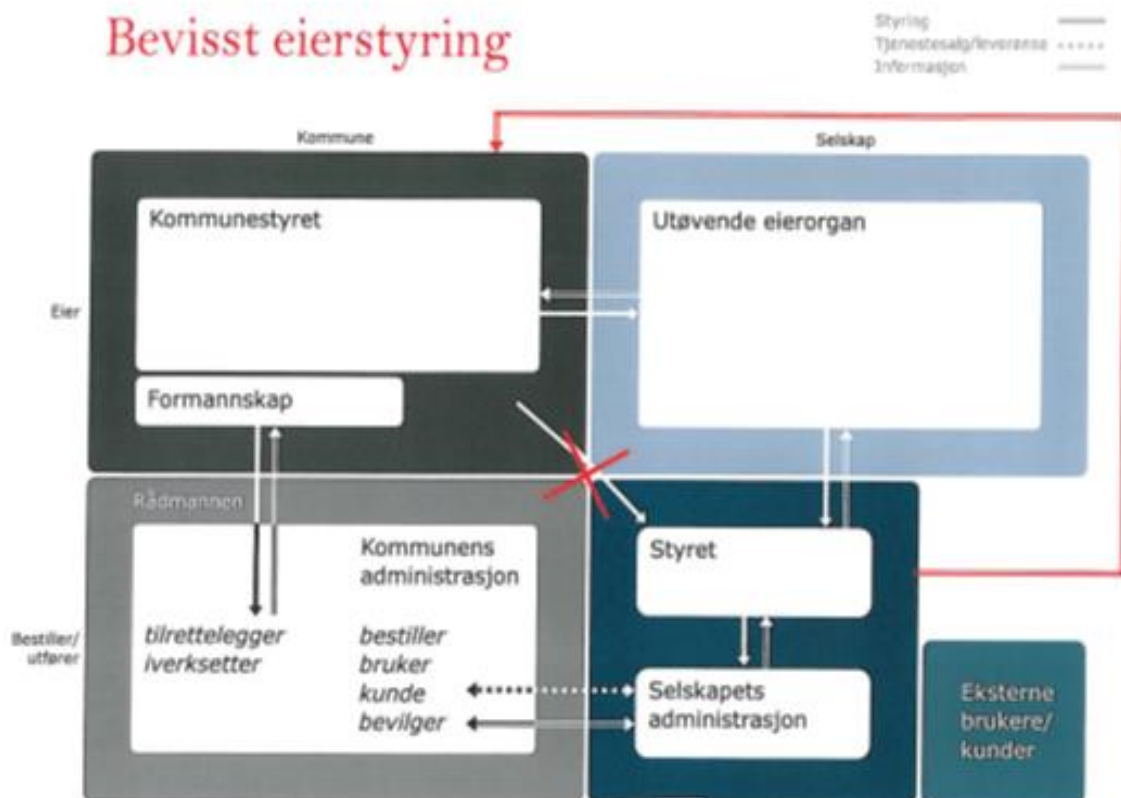 Bevisst eierstyring
Styring
Tjenestesalg/leveranse
Informasjon
Kommune
Selskap
Kommunestyret
Utøvende eierorgan
Eier
Formannskap
Rådmannen
Kommunens
administrasjon
Styret
Bestiller/
utfører
tilrettelegger
iverksetter
bestiller
bruker
kunde
bevilger
Selskapets
administrasjon
Eksterne
brukere/
kunder